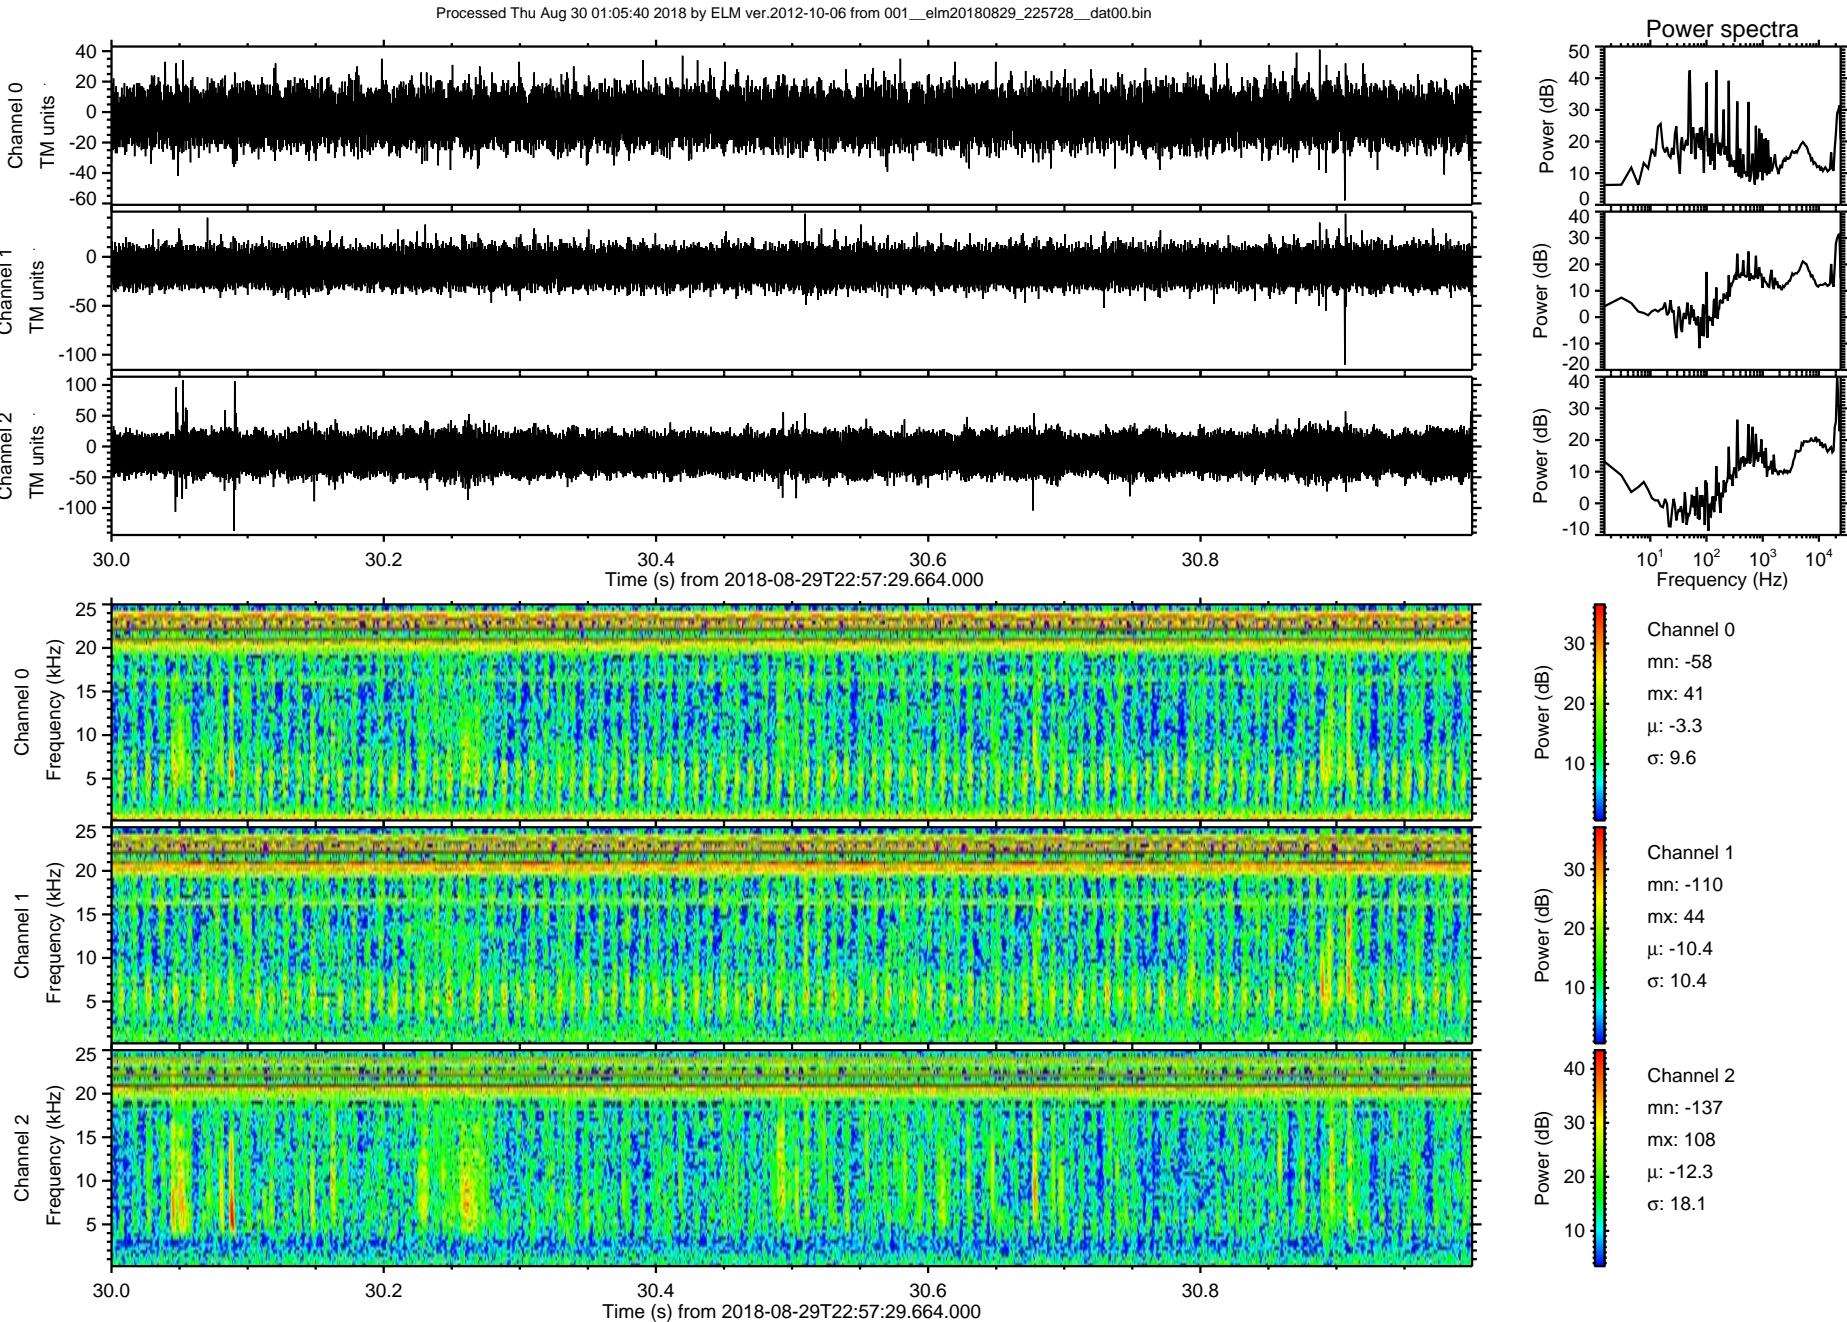 Processed Thu Aug 30 01:05:40 2018 by ELM ver.2012-10-06 from 001__elm20180829_225728__dat00.bin
Power spectra
Channel 0
TM units
40
20
0
-20
-40
-60
Power (dB)
50
40
30
20
10
0
Channel 1
TM units
0
-50
-100
Power (dB)
40
30
20
10
0
-10
-20
Channel 2
TM units
100
50
0
-50
-100
Power (dB)
40
30
20
10
0
-10
30.0 30.2 30.4 30.6 30.8
Time (s) from 2018-08-29T22:57:29.664.000
10^1 10^2 10^3 10^4
Frequency (Hz)
Channel 0
Frequency (kHz)
25
20
15
10
5
Power (dB)
30
20
10
Channel 0
mn: -58
mx: 41
μ: -3.3
σ: 9.6
Channel 1
Frequency (kHz)
25
20
15
10
5
Power (dB)
30
20
10
Channel 1
mn: -110
mx: 44
μ: -10.4
σ: 10.4
Channel 2
Frequency (kHz)
25
20
15
10
5
Power (dB)
40
30
20
10
Channel 2
mn: -137
mx: 108
μ: -12.3
σ: 18.1
30.0 30.2 30.4 30.6 30.8
Time (s) from 2018-08-29T22:57:29.664.000